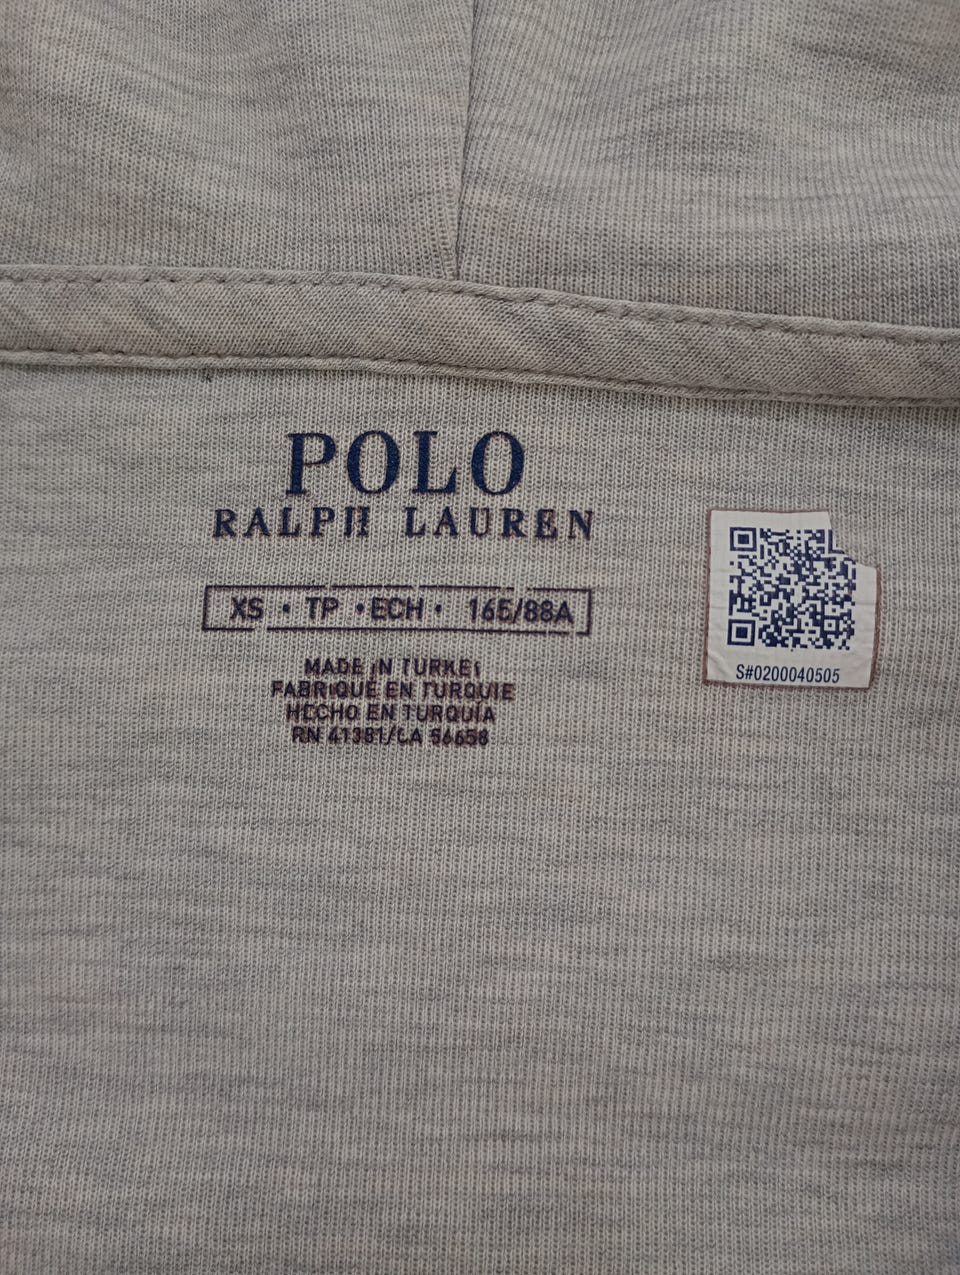 POLO
RALPH LAUREN
XS • TP • ECH • 165/88A
MADE IN TURKEY
FABRIQUÉ EN TURQUIE
HECHO EN TURQUÍA
RN 41381/CA 56658
S#0200040505